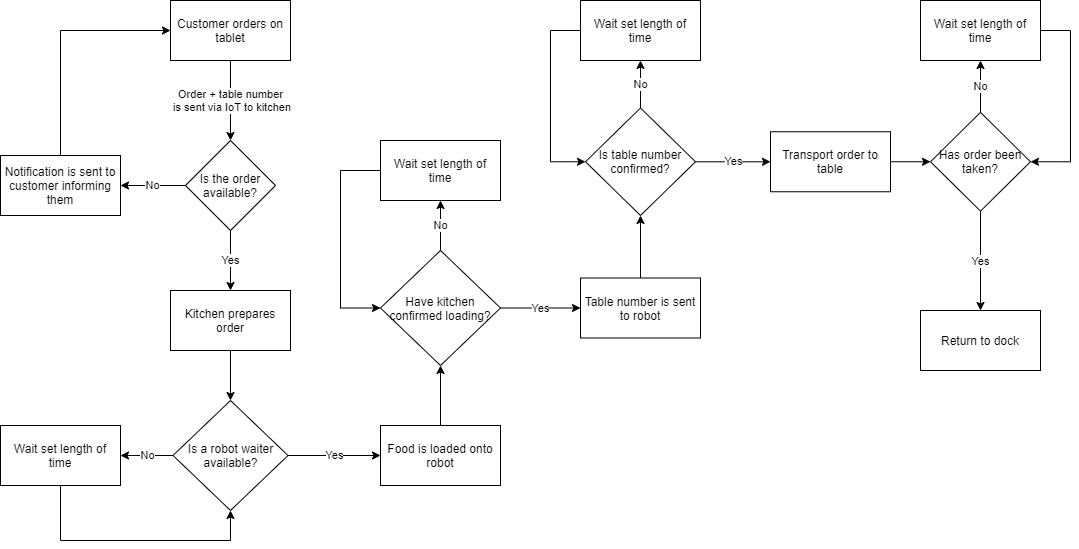 Customer orders on
tablet
Order + table number
is sent via IoT to kitchen
Is the order
available?
No
Notification is sent to
customer informing
them
Yes
Kitchen prepares
order
Is a robot waiter
available?
No
Wait set length of
time
Yes
Food is loaded onto
robot
Have kitchen
confirmed loading?
No
Wait set length of
time
Yes
Table number is sent
to robot
Is table number
confirmed?
No
Wait set length of
time
Yes
Transport order to
table
Has order been
taken?
No
Wait set length of
time
Yes
Return to dock